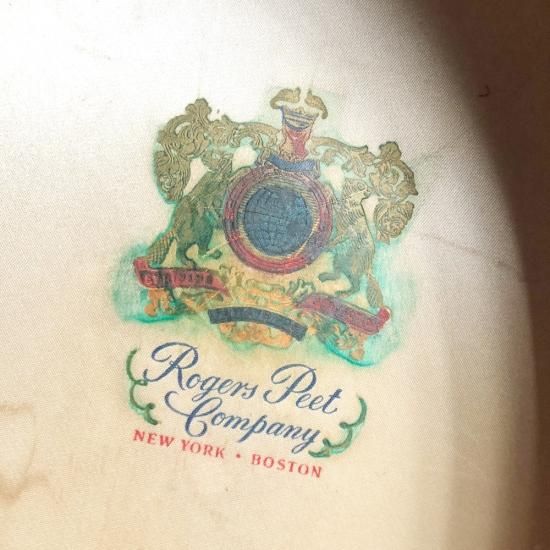 Rogers Peet
Company
NEW YORK • BOSTON